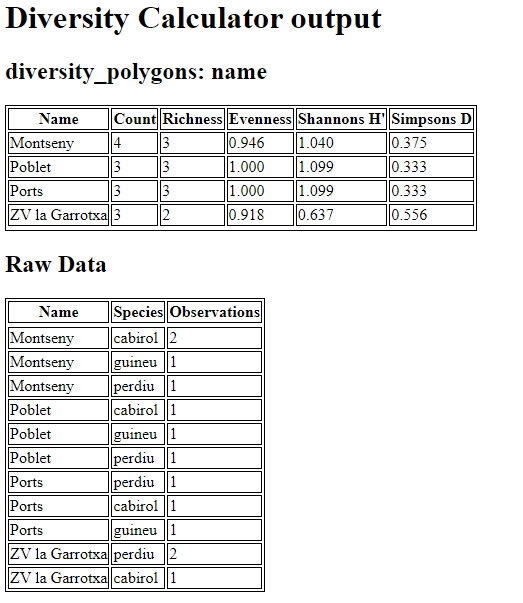 Diversity Calculator output
diversity_polygons: name
Name Count Richness Evenness Shannons H' Simpsons D
Montseny 4 3 0.946 1.040 0.375
Poblet 3 3 1.000 1.099 0.333
Ports 3 3 1.000 1.099 0.333
ZV la Garrotxa 3 2 0.918 0.637 0.556
Raw Data
Name Species Observations
Montseny cabirol 2
Montseny guineu 1
Montseny perdiu 1
Poblet cabirol 1
Poblet guineu 1
Poblet perdiu 1
Ports perdiu 1
Ports cabirol 1
Ports guineu 1
ZV la Garrotxa perdiu 2
ZV la Garrotxa cabirol 1